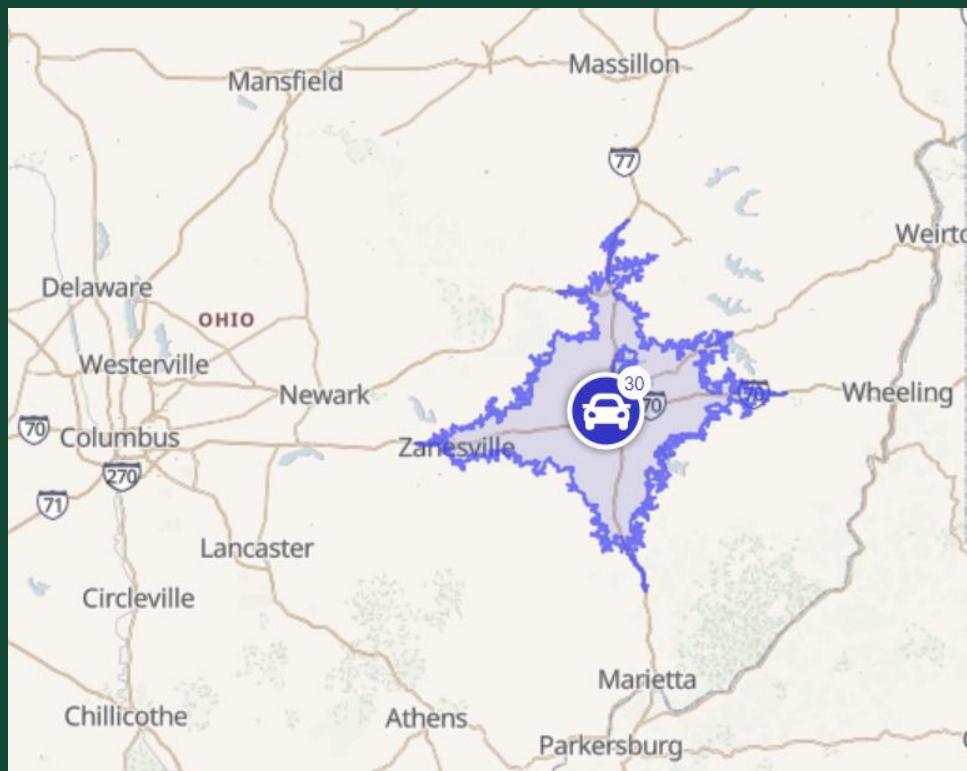 Massillon
Mansfield
77
Weirto
Delaware
OHIO
Westerville
30
Newark
Wheeling
70
70
70
Columbus
Zanesville
270
71
Lancaster
Circleville
Marietta
Chillicothe
Athens
Parkersburg